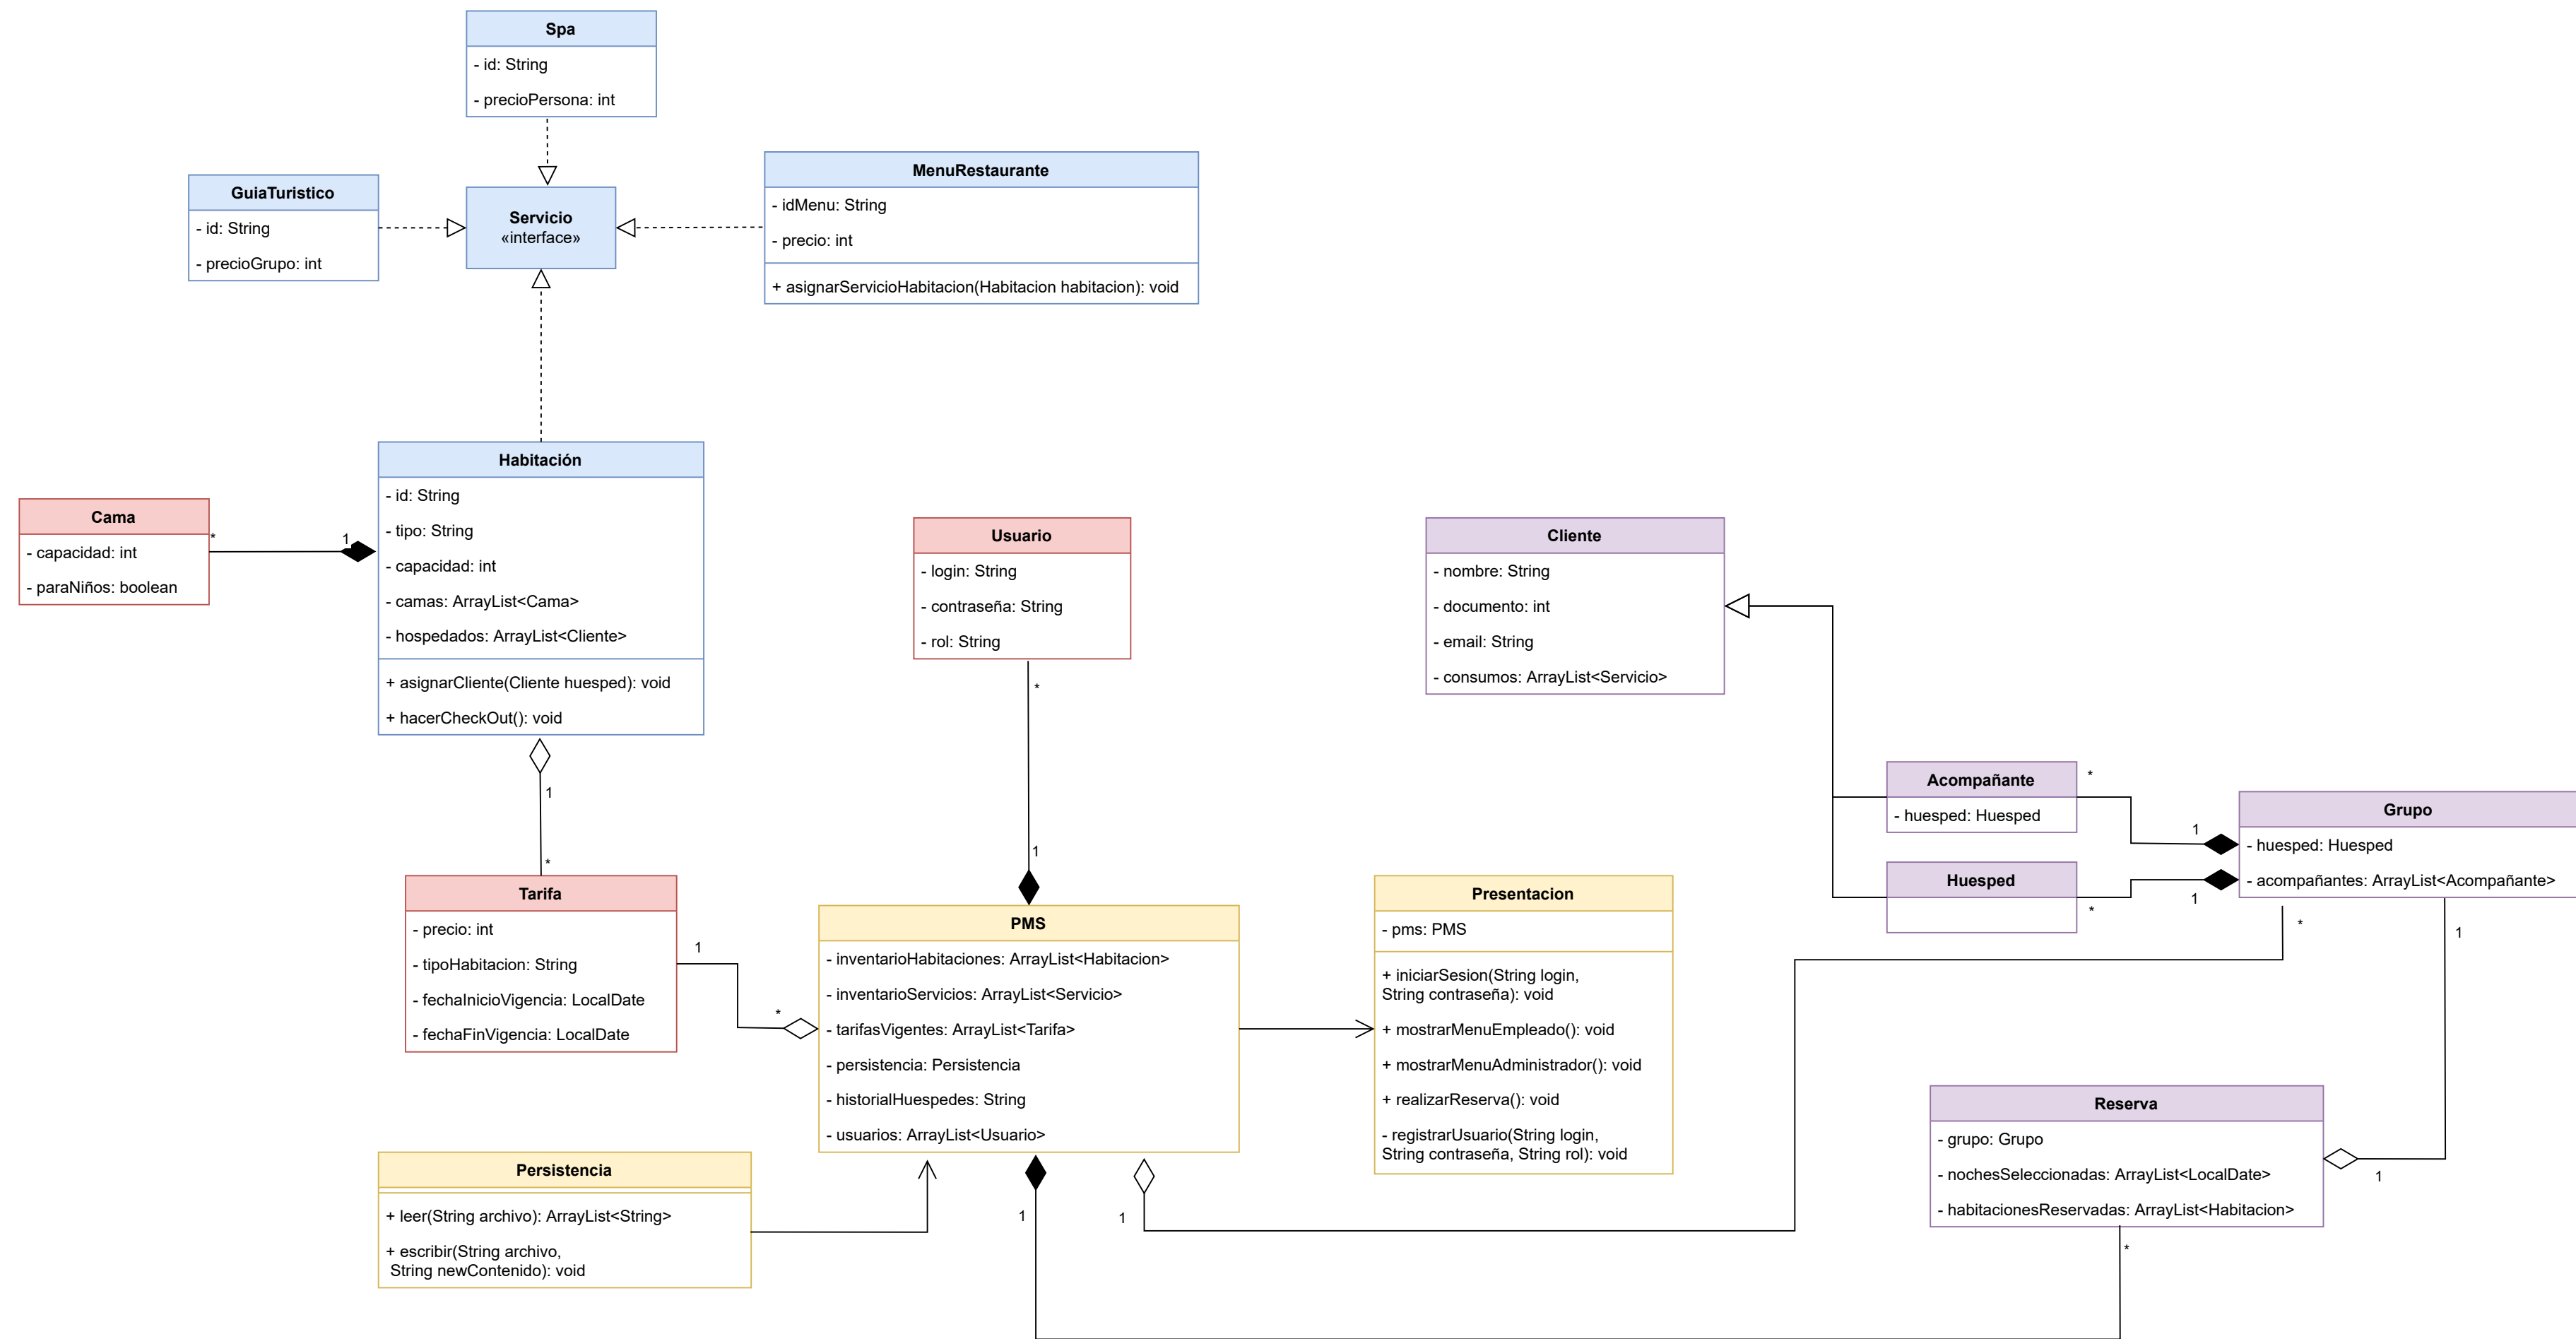 Spa
- id: String
- precioPersona: int
GuiaTuristico
- id: String
- precioGrupo: int
Servicio
«interface»
MenuRestaurante
- idMenu: String
- precio: int
+ asignarServicioHabitacion(Habitacion habitacion): void
Habitación
- id: String
- tipo: String
- capacidad: int
- camas: ArrayList<Cama>
- hospedados: ArrayList<Cliente>
+ asignarCliente(Cliente huesped): void
+ hacerCheckOut(): void
Cama
- capacidad: int
- paraNiños: boolean
*
1
Usuario
- login: String
- contraseña: String
- rol: String
*
1
Cliente
- nombre: String
- documento: int
- email: String
- consumos: ArrayList<Servicio>
Acompañante
- huesped: Huesped
*
1
Huesped
*
1
Grupo
- huesped: Huesped
- acompañantes: ArrayList<Acompañante>
*
1
1
*
Tarifa
- precio: int
- tipoHabitacion: String
- fechaInicioVigencia: LocalDate
- fechaFinVigencia: LocalDate
1
*
PMS
- inventarioHabitaciones: ArrayList<Habitacion>
- inventarioServicios: ArrayList<Servicio>
- tarifasVigentes: ArrayList<Tarifa>
- persistencia: Persistencia
- historialHuespedes: String
- usuarios: ArrayList<Usuario>
Presentacion
- pms: PMS
+ iniciarSesion(String login,
String contraseña): void
+ mostrarMenuEmpleado(): void
+ mostrarMenuAdministrador(): void
+ realizarReserva(): void
- registrarUsuario(String login,
String contraseña, String rol): void
Reserva
- grupo: Grupo
- nochesSeleccionadas: ArrayList<LocalDate>
- habitacionesReservadas: ArrayList<Habitacion>
1
*
Persistencia
+ leer(String archivo): ArrayList<String>
+ escribir(String archivo,
String newContenido): void
1
1